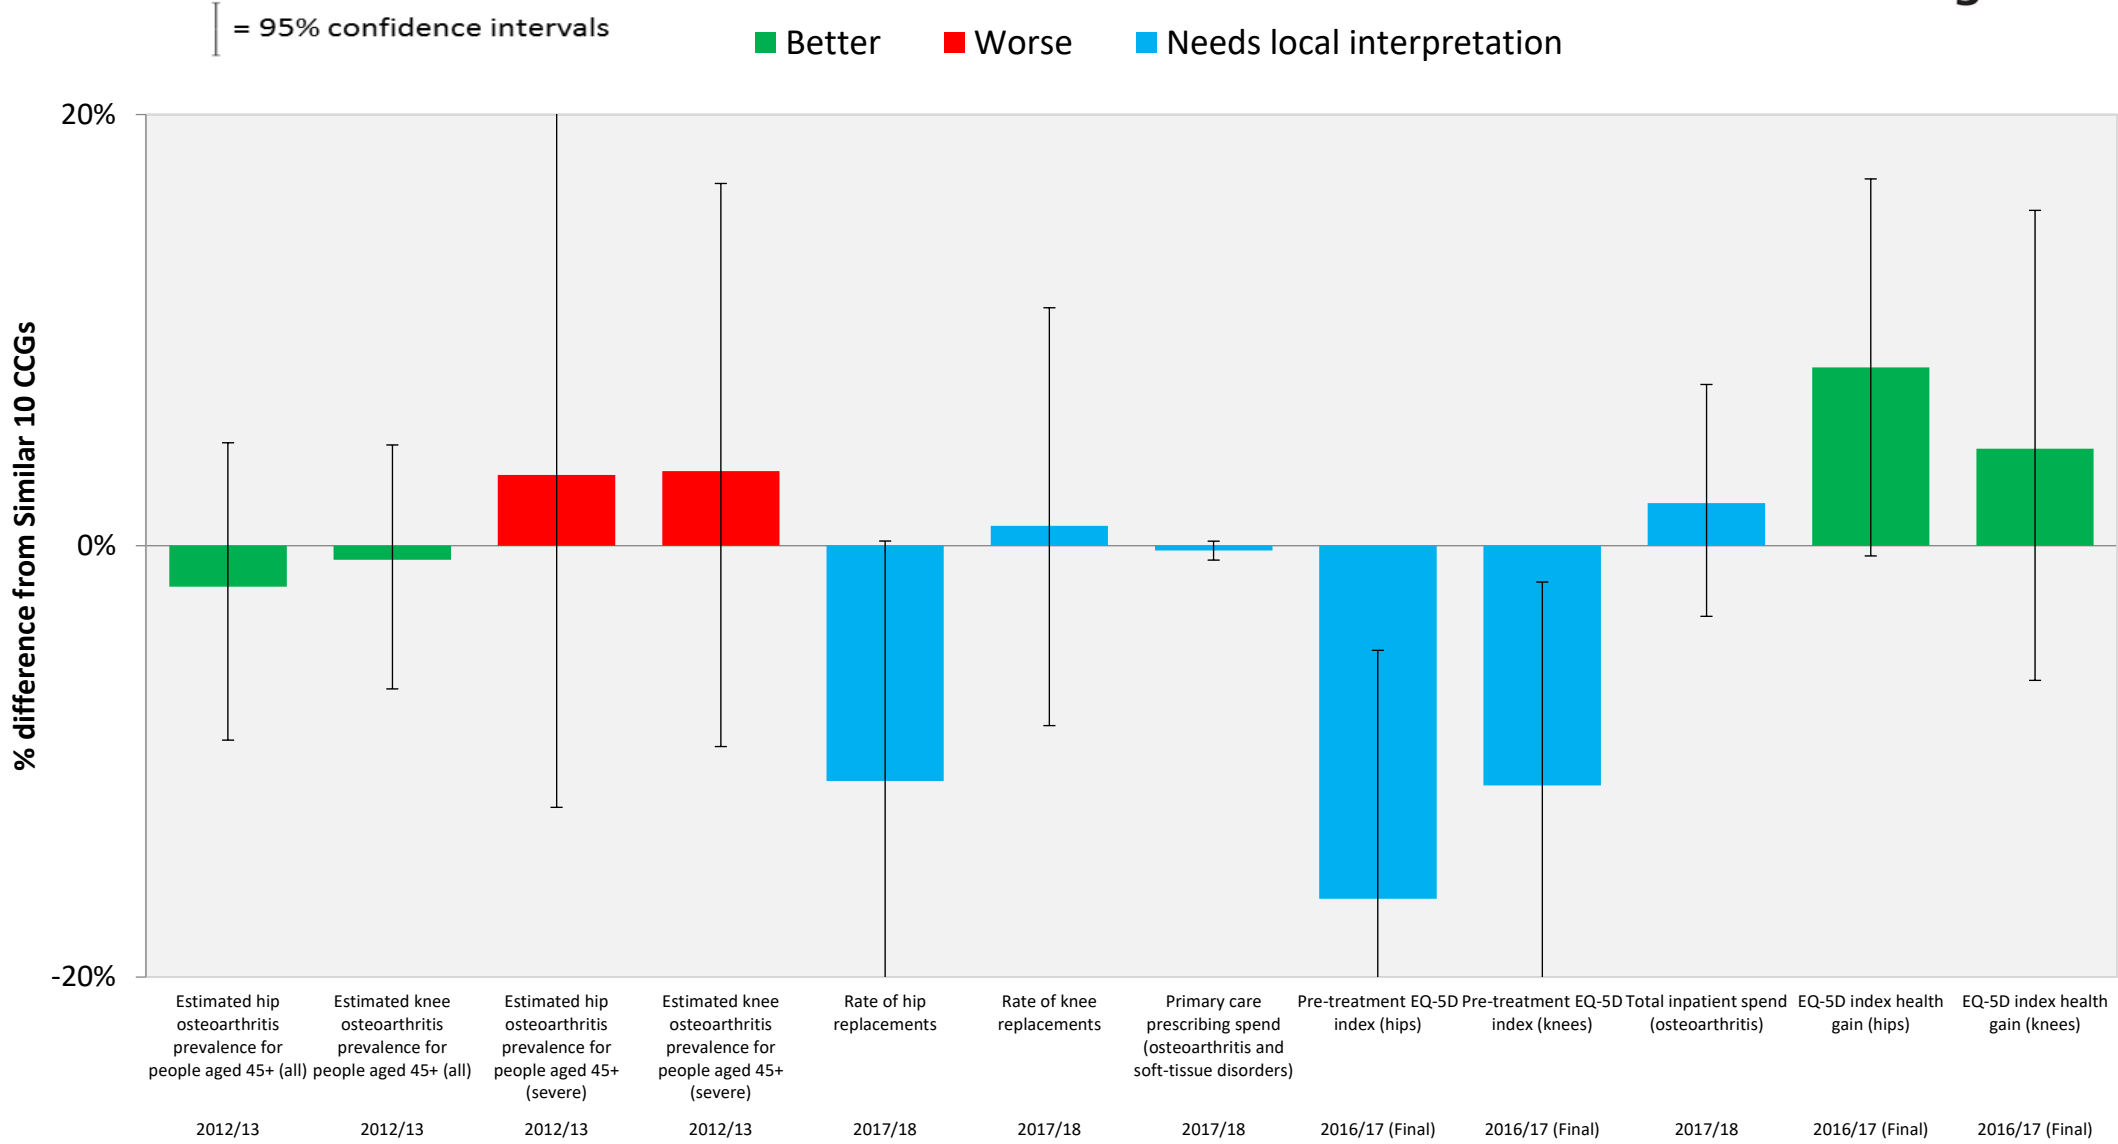 = 95% confidence intervals
Better
Worse
Needs local interpretation
20%
0%
-20%
% difference from Similar 10 CCGs
Estimated hip
osteoarthritis
prevalence for
people aged 45+ (all)
2012/13
Estimated knee
osteoarthritis
prevalence for
people aged 45+ (all)
2012/13
Estimated hip
osteoarthritis
prevalence for
people aged 45+
(severe)
2012/13
Estimated knee
osteoarthritis
prevalence for
people aged 45+
(severe)
2012/13
Rate of hip
replacements
2017/18
Rate of knee
replacements
2017/18
Primary care
prescribing spend
(osteoarthritis and
soft-tissue disorders)
2017/18
Pre-treatment EQ-5D
index (hips)
2016/17 (Final)
Pre-treatment EQ-5D
index (knees)
2016/17 (Final)
Total inpatient spend
(osteoarthritis)
2017/18
EQ-5D index health
gain (hips)
2016/17 (Final)
EQ-5D index health
gain (knees)
2016/17 (Final)